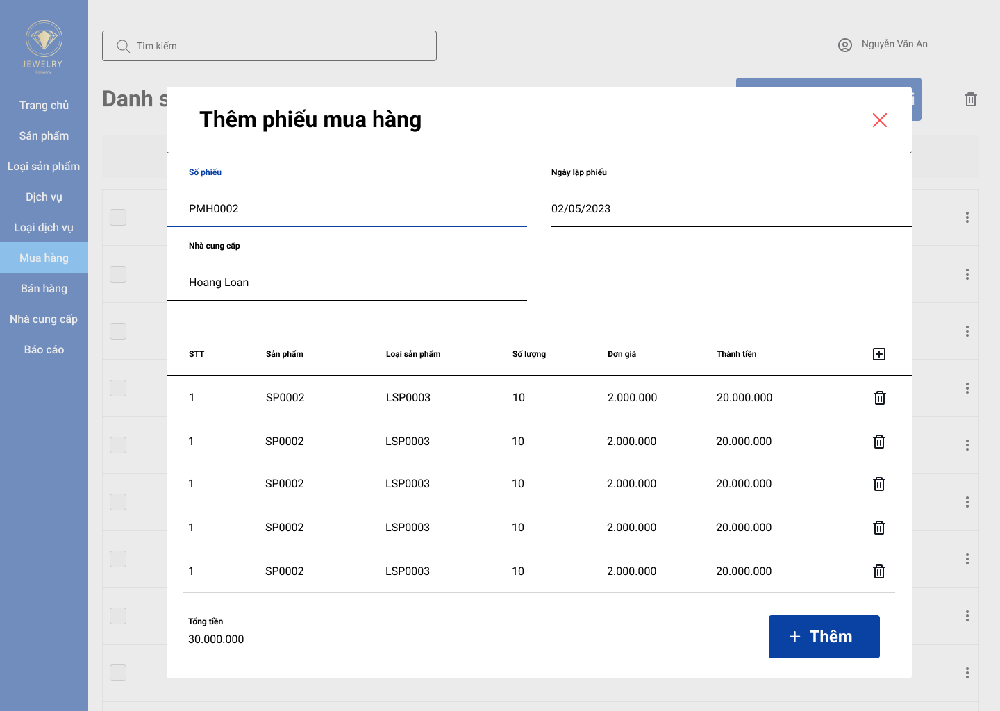 JEWELRY
Company
Tìm kiếm
Nguyễn Văn An
Trang chủ
Sản phẩm
Loại sản phẩm
Dịch vụ
Loại dịch vụ
Mua hàng
Bán hàng
Nhà cung cấp
Báo cáo
Danh s
Thêm phiếu mua hàng
Số phiếu Ngày lập phiếu
PMH0002 02/05/2023
Nhà cung cấp
Hoang Loan
STT Sản phẩm Loại sản phẩm Số lượng Đơn giá Thành tiền
1 SP0002 LSP0003 10 2.000.000 20.000.000
1 SP0002 LSP0003 10 2.000.000 20.000.000
1 SP0002 LSP0003 10 2.000.000 20.000.000
1 SP0002 LSP0003 10 2.000.000 20.000.000
1 SP0002 LSP0003 10 2.000.000 20.000.000
Tổng tiền
30.000.000
+ Thêm